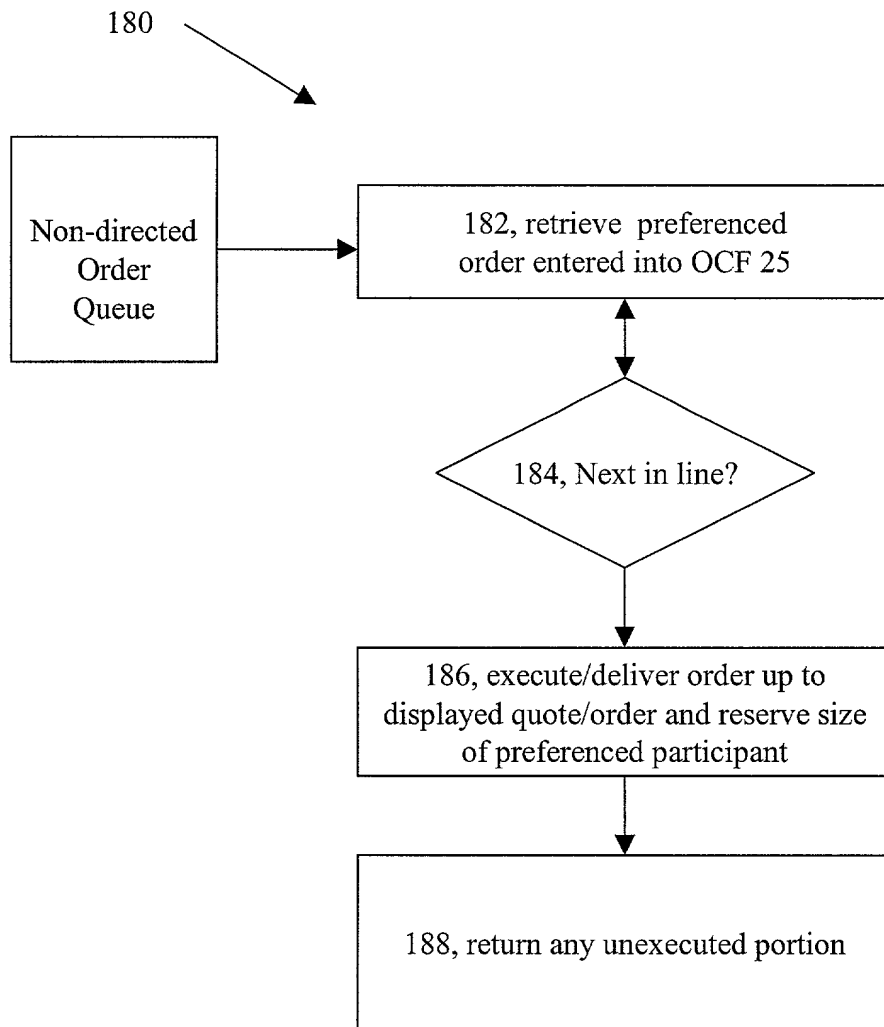 180
Non-directed
Order
Queue
182, retrieve preferenced
order entered into OCF 25
184, Next in line?
186, execute/deliver order up to
displayed quote/order and reserve size
of preferenced participant
188, return any unexecuted portion